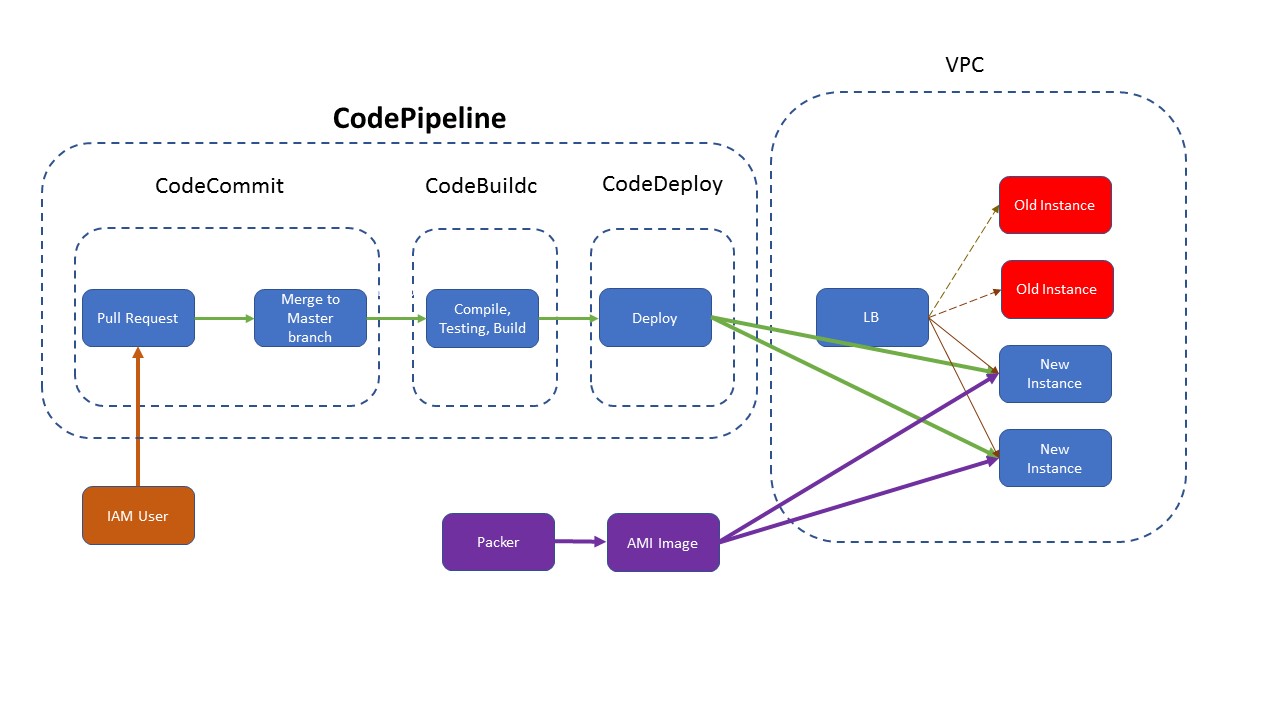 VPC
CodePipeline
CodeCommit
CodeBuildc
CodeDeploy
Pull Request
Merge to
Master
branch
Compile,
Testing, Build
Deploy
LB
Old Instance
Old Instance
New
Instance
New
Instance
IAM User
Packer
AMI Image